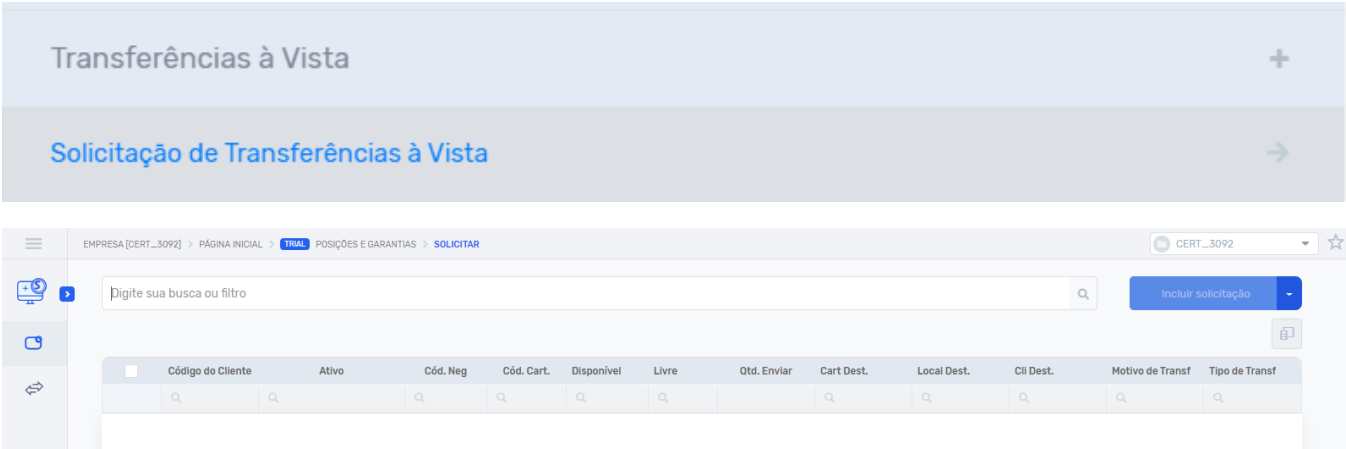 Transferências à Vista
+
Solicitação de Transferências à Vista
EMPRESA [CERT_3092] > PÁGINA INICIAL > TRIAL POSIÇÕES E GARANTIAS > SOLICITAR CERT_3092
Digite sua busca ou filtro Incluir solicitação
Código do Cliente Ativo Cód. Neg Cód. Cart. Disponível Livre Qtd. Enviar Cart Dest. Local Dest. Cli Dest. Motivo de Transf Tipo de Transf